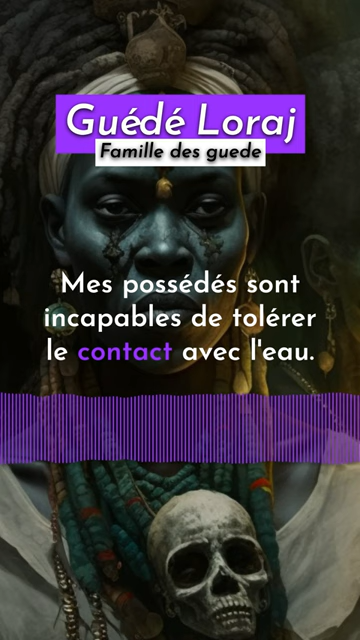 Guédé Loraj
Famille des guede
Mes possédés sont
incapables de tolérer
le contact avec l'eau.